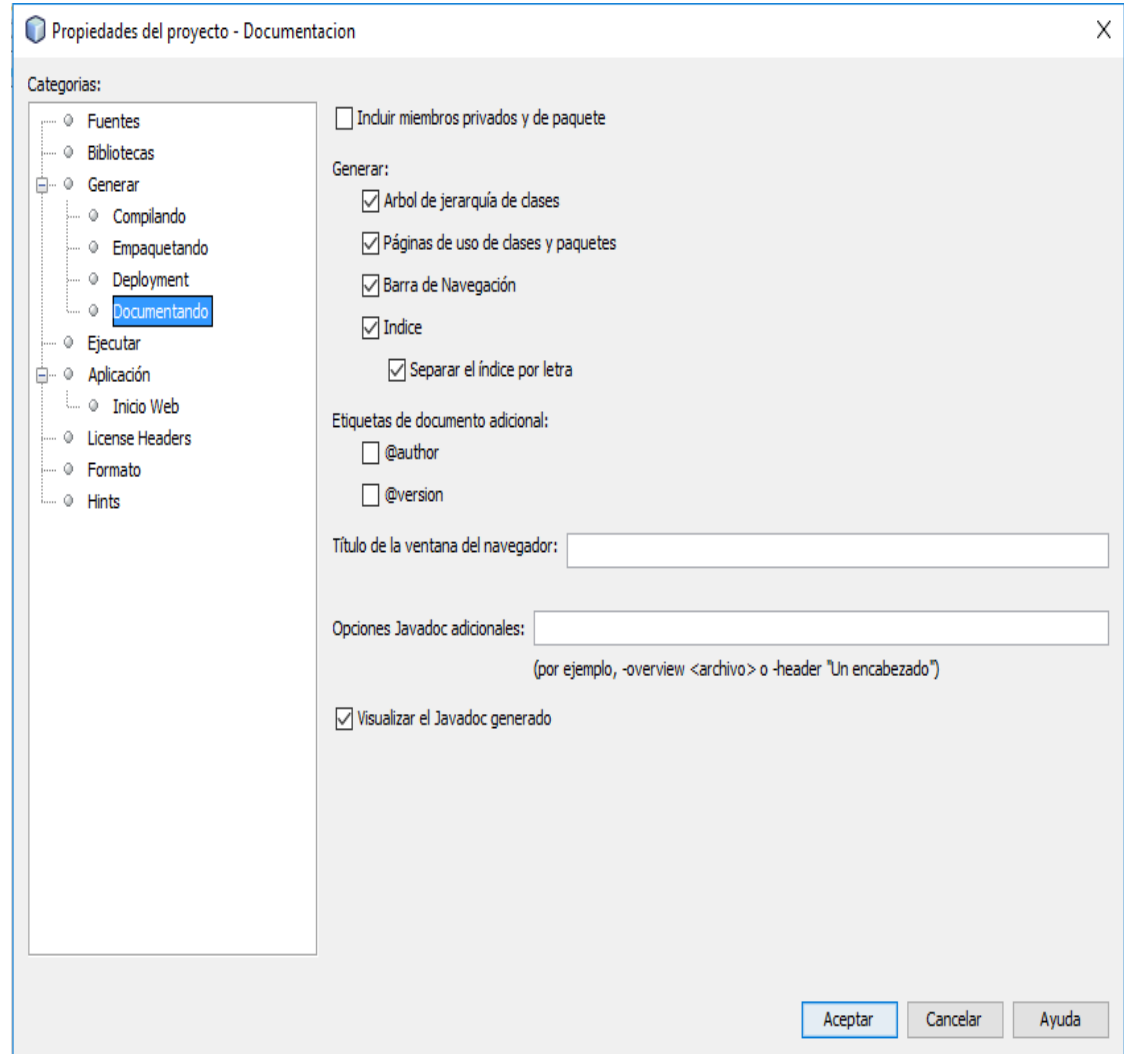 Propiedades del proyecto - Documentacion
Categorias:
Fuentes
Bibliotecas
Generar
Compilando
Empaquetando
Deployment
Documentando
Ejecutar
Aplicación
Inicio Web
License Headers
Formato
Hints
Incluir miembros privados y de paquete
Generar:
Arbol de jerarquía de clases
Páginas de uso de clases y paquetes
Barra de Navegación
Indice
Separar el índice por letra
Etiquetas de documento adicional:
@author
@version
Título de la ventana del navegador:
Opciones Javadoc adicionales:
(por ejemplo, -overview <archivo> o -header "Un encabezado")
Visualizar el Javadoc generado
Aceptar Cancelar Ayuda